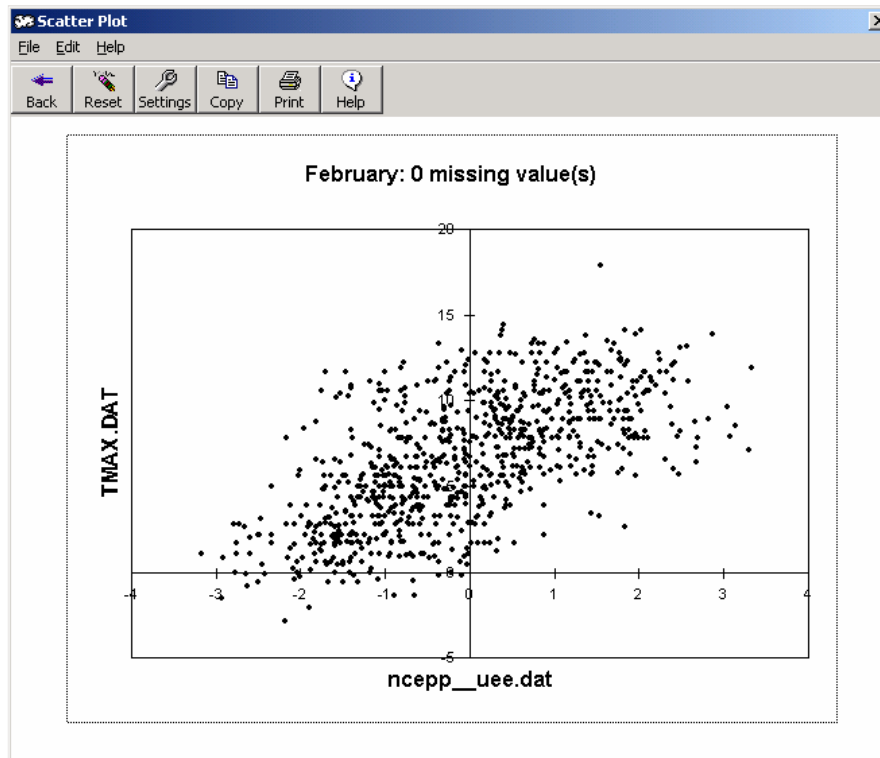 Scatter Plot
File Edit Help
Back Reset Settings Copy Print Help
February: 0 missing value(s)
20
15
10
5
0
-4 -3 -2 -1 0 1 2 3 4
-5
TMAX.DAT
ncepp__uee.dat